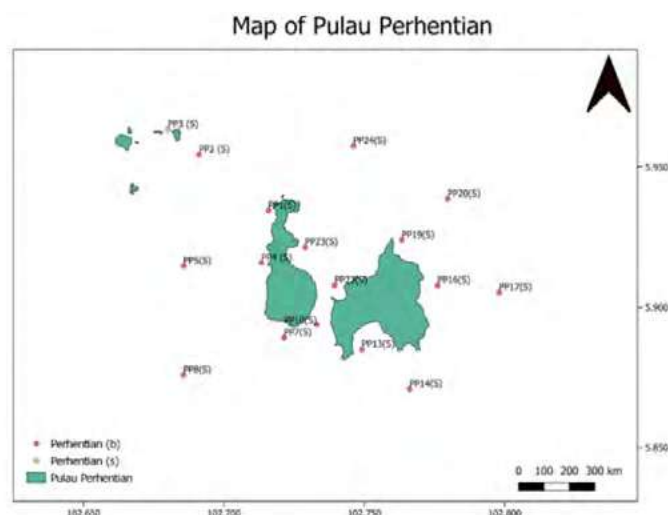 Map of Pulau Perhentian
PP3 (S)
PP2 (S)
PP24(S)
5.950
PP20(S)
PP1(S)
PP19(S)
PP23(S)
PP4 (S)
PP5(S)
PP16(S)
PP17(S)
5.900
PP10(S)
PP7(S)
PP13(S)
PP8(S)
PP14(S)
5.850
Perhentian (b)
Perhentian (s)
Pulau Perhentian
0 100 200 300 km
102.650 102.700 102.750 102.800